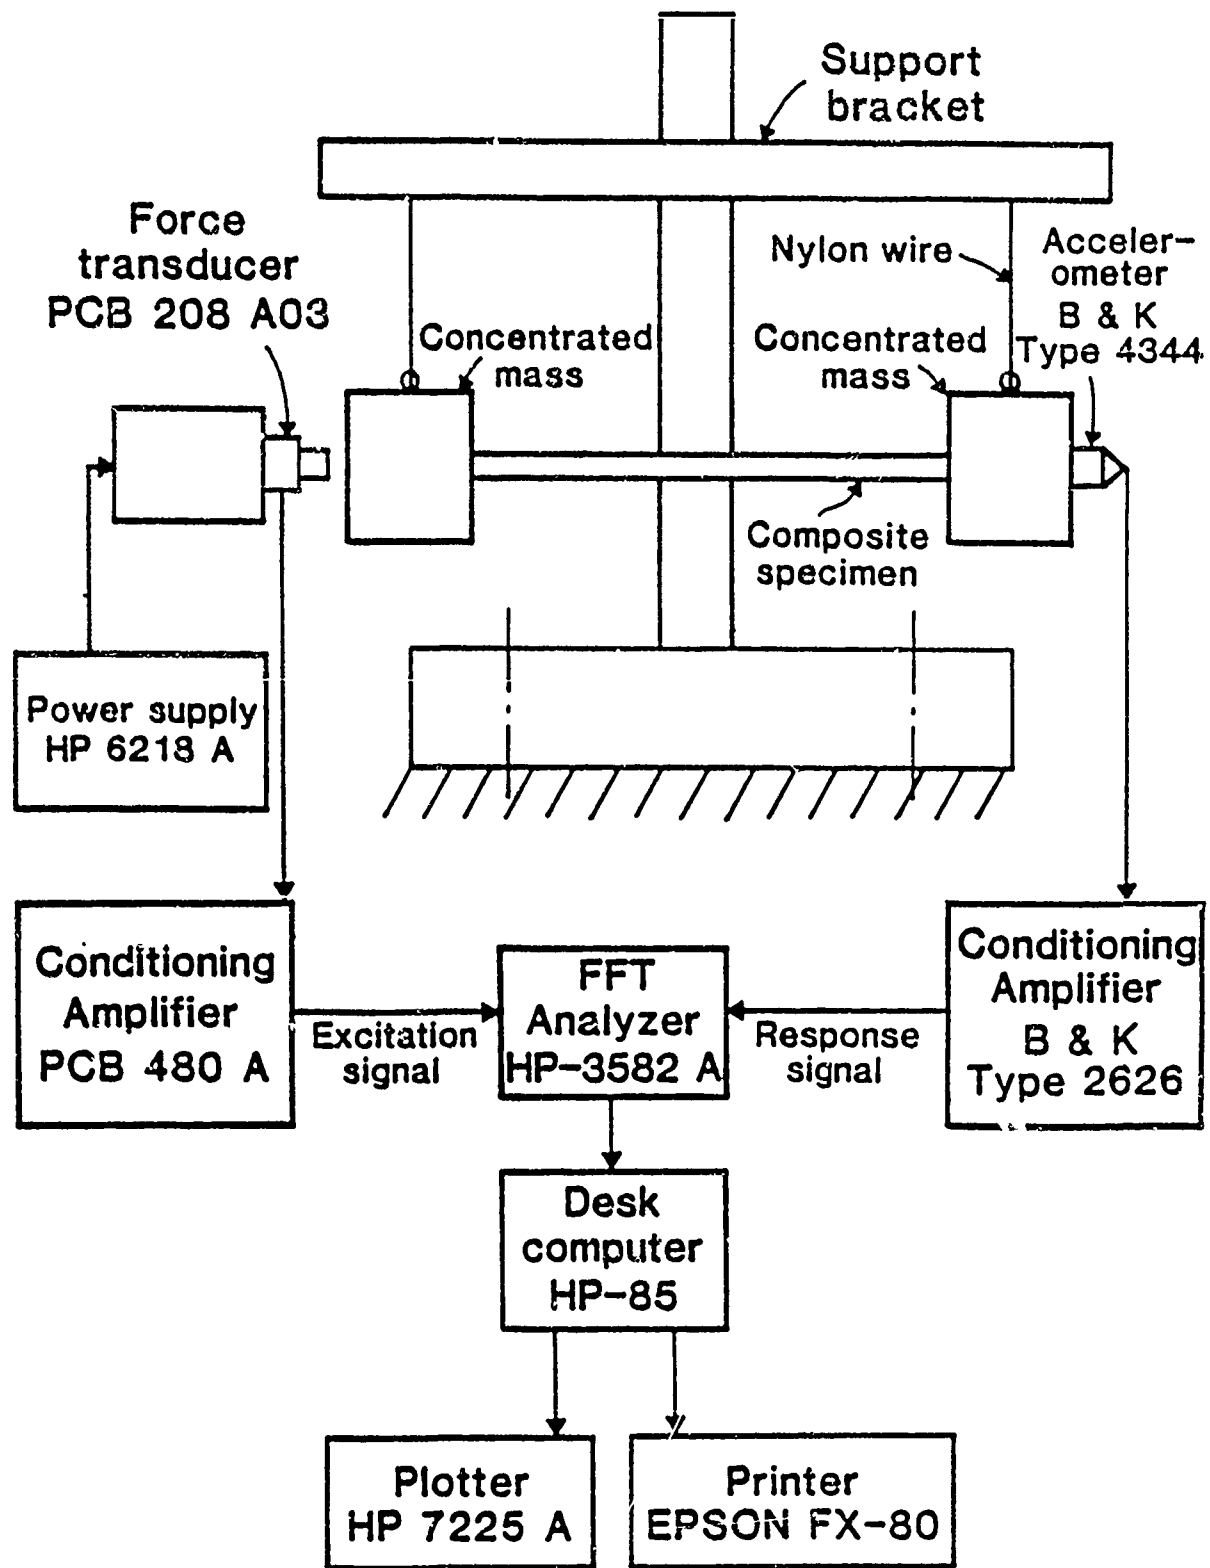 Support
bracket
Force
transducer
PCB 208 A03
Nylon wire
Acceler-
ometer
B & K
Type 4344
Concentrated
mass
Concentrated
mass
Composite
specimen
Power supply
HP 6218 A
Conditioning
Amplifier
PCB 480 A
Excitation
signal
FFT
Analyzer
HP-3582 A
Response
signal
Conditioning
Amplifier
B & K
Type 2626
Desk
computer
HP-85
Plotter
HP 7225 A
Printer
EPSON FX-80